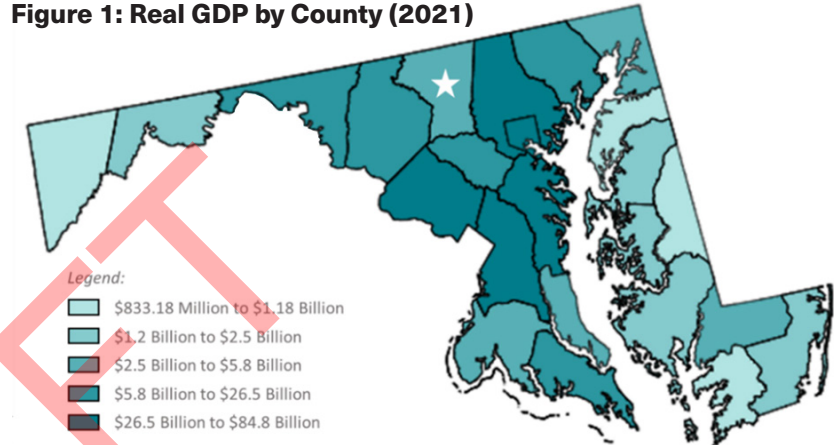 Figure 1: Real GDP by County (2021)
Legend:
$833.18 Million to $1.18 Billion
$1.2 Billion to $2.5 Billion
$2.5 Billion to $5.8 Billion
$5.8 Billion to $26.5 Billion
$26.5 Billion to $84.8 Billion